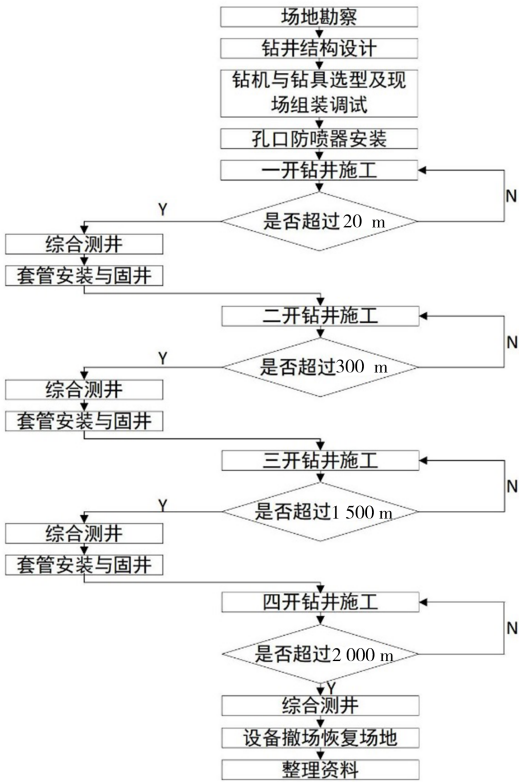 场地勘察
钻井结构设计
钻机与钻具选型及现
场组装调试
孔口防喷器安装
一开钻井施工
N
是否超过20 m
Y
综合测井
套管安装与固井
二开钻井施工
N
是否超过300 m
Y
综合测井
套管安装与固井
三开钻井施工
N
是否超过1 500 m
Y
综合测井
套管安装与固井
四开钻井施工
N
是否超过2 000 m
Y
综合测井
设备撤场恢复场地
整理资料